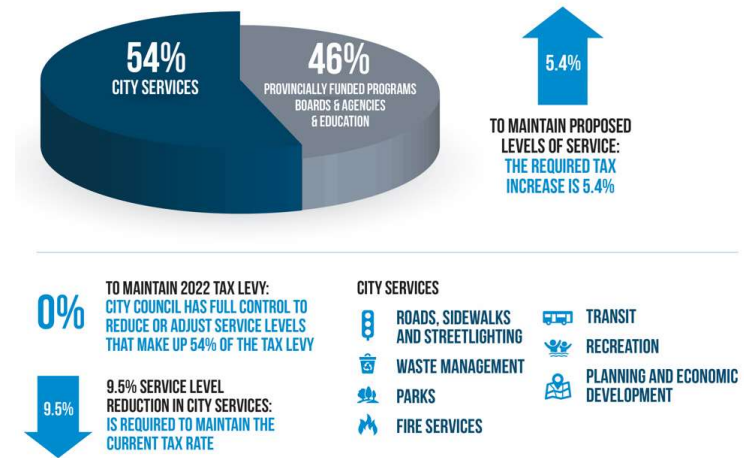 54%
CITY SERVICES
46%
PROVINCIALLY FUNDED PROGRAMS
BOARDS & AGENCIES
& EDUCATION
5.4%
TO MAINTAIN PROPOSED
LEVELS OF SERVICE:
THE REQUIRED TAX
INCREASE IS 5.4%
0%
TO MAINTAIN 2022 TAX LEVY:
CITY COUNCIL HAS FULL CONTROL TO
REDUCE OR ADJUST SERVICE LEVELS
THAT MAKE UP 54% OF THE TAX LEVY
9.5%
9.5% SERVICE LEVEL
REDUCTION IN CITY SERVICES:
IS REQUIRED TO MAINTAIN THE
CURRENT TAX RATE
CITY SERVICES
ROADS, SIDEWALKS
AND STREETLIGHTING
WASTE MANAGEMENT
PARKS
FIRE SERVICES
TRANSIT
RECREATION
PLANNING AND ECONOMIC
DEVELOPMENT